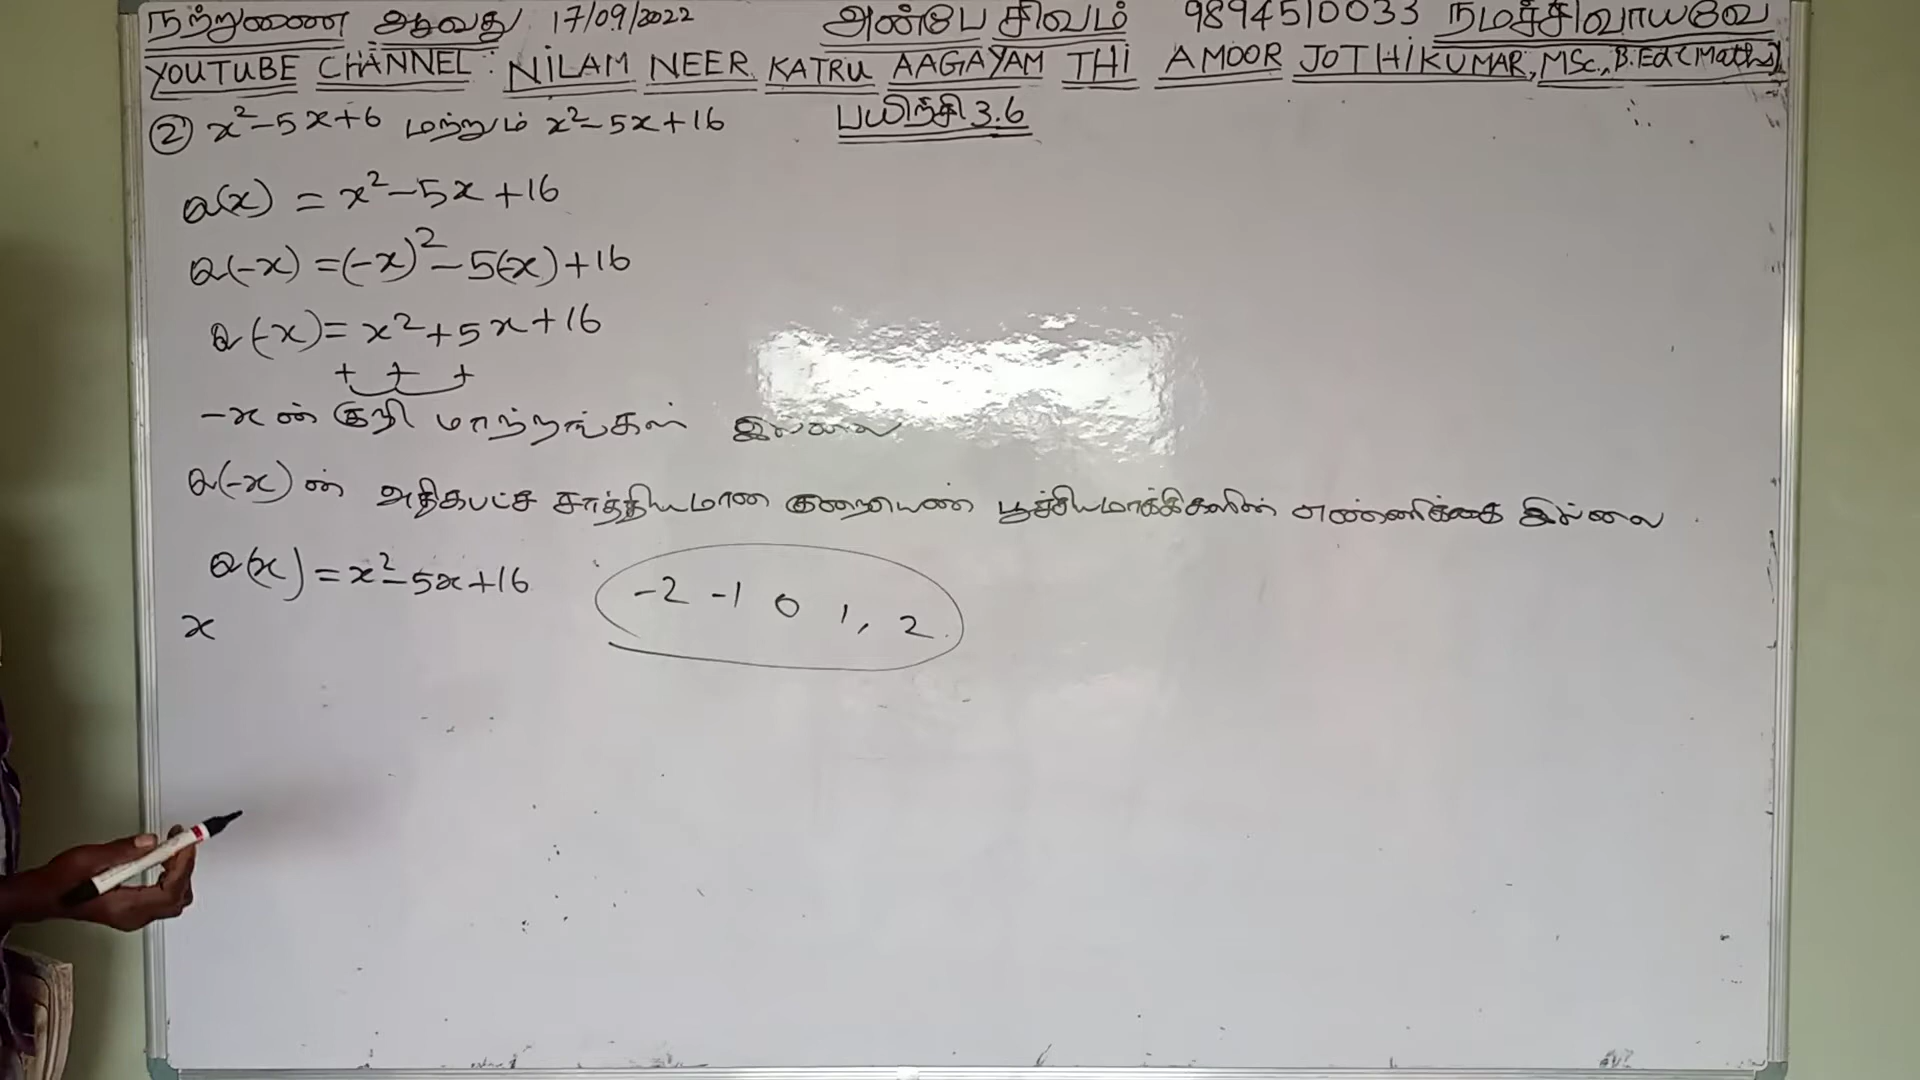 நற்றுணை ஆவது 17/09/2022 அன்பே சிவம் 9894510033 நமச்சிவாயவே
YOUTUBE CHANNEL : NILAM NEER KATRU AAGAYAM THI AMOOR JOTHIKUMAR, MSc., B.Ed (Maths)
② x²-5x+6 மற்றும் x²-5x+16 பயிற்சி 3.6
Q(x) = x²-5x+16
Q(-x) = (-x)²-5(-x)+16
Q(-x) = x²+5x+16
+ + +
-x ன் குறி மாற்றங்கள் இல்லை
Q(-x) ன் அதிகபட்ச சாத்தியமான குறையெண் பூச்சியமாக்கிகளின் எண்ணிக்கை இல்லை
Q(x) = x²-5x+16 -2 -1 0 1, 2
x